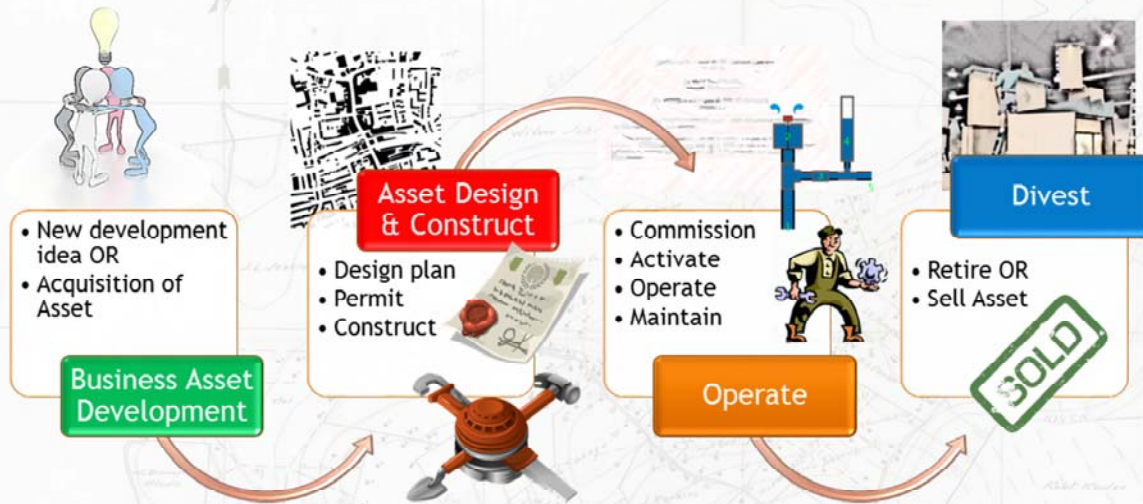 • New development
idea OR
• Acquisition of
Asset
Business Asset
Development
Asset Design
& Construct
• Design plan
• Permit
• Construct
• Commission
• Activate
• Operate
• Maintain
Operate
Divest
• Retire OR
• Sell Asset
SOLD